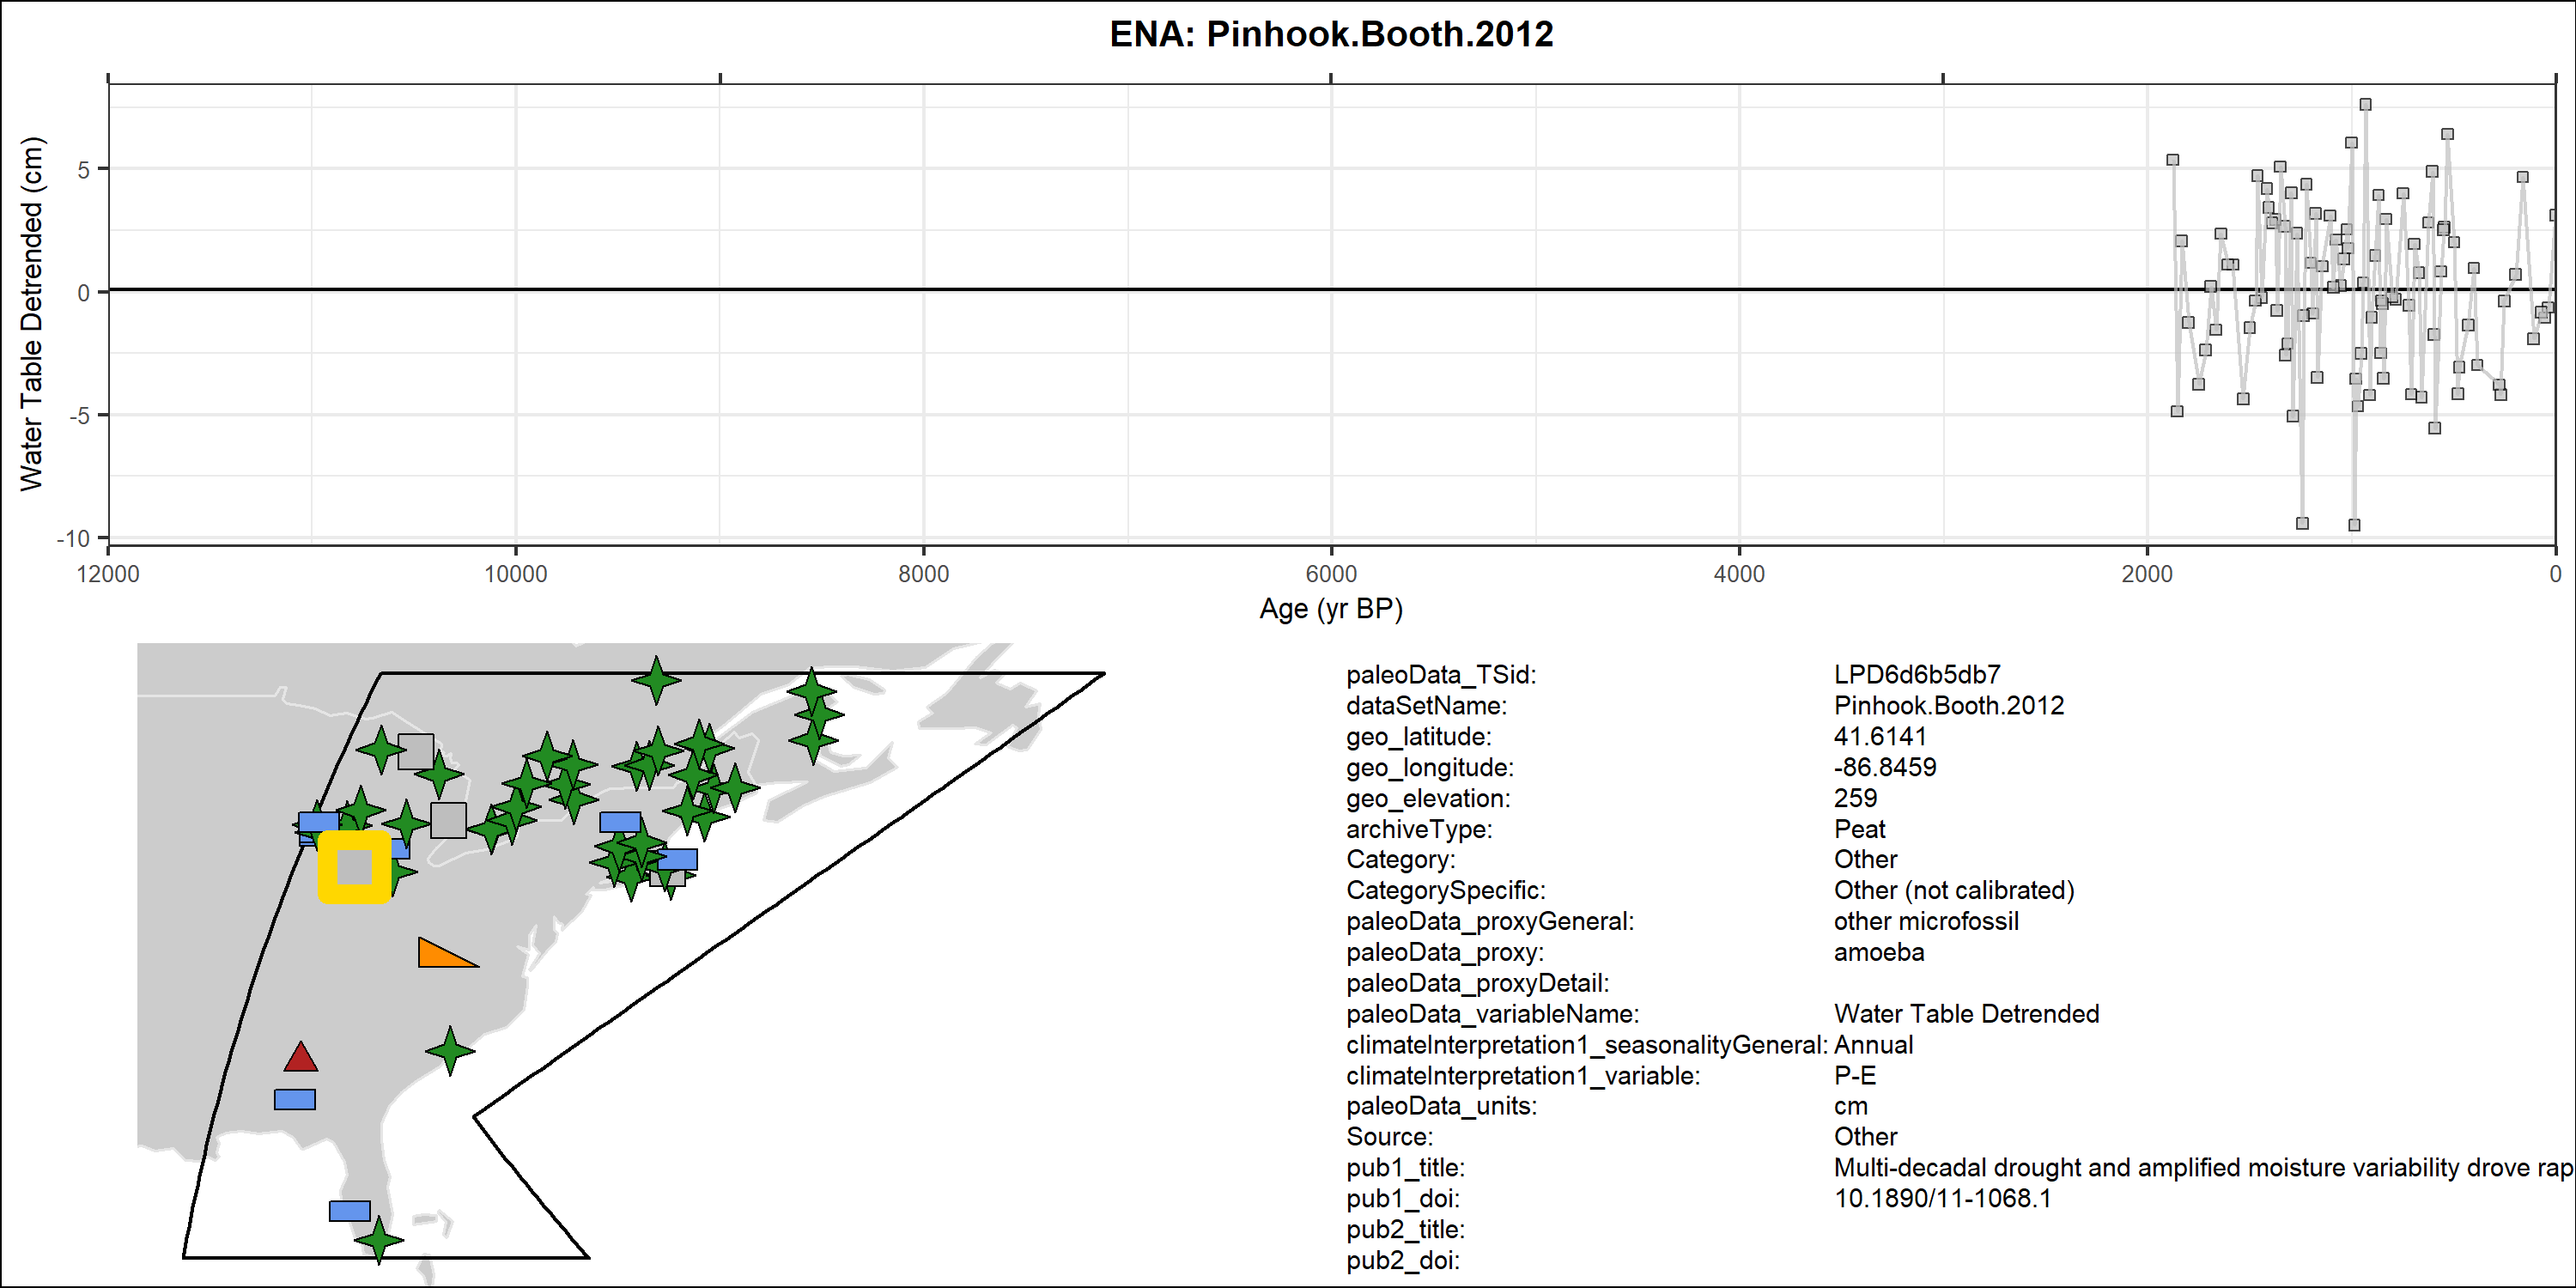 ENA: Pinhook.Booth.2012
Water Table Detrended (cm)
5
0
-5
-10
12000 10000 8000 6000 4000 2000 0
Age (yr BP)
paleoData_TSid: LPD6d6b5db7
dataSetName: Pinhook.Booth.2012
geo_latitude: 41.6141
geo_longitude: -86.8459
geo_elevation: 259
archiveType: Peat
Category: Other
CategorySpecific: Other (not calibrated)
paleoData_proxyGeneral: other microfossil
paleoData_proxy: amoeba
paleoData_proxyDetail:
paleoData_variableName: Water Table Detrended
climateInterpretation1_seasonalityGeneral: Annual
climateInterpretation1_variable: P-E
paleoData_units: cm
Source: Other
pub1_title: Multi-decadal drought and amplified moisture variability drove rap
pub1_doi: 10.1890/11-1068.1
pub2_title:
pub2_doi: